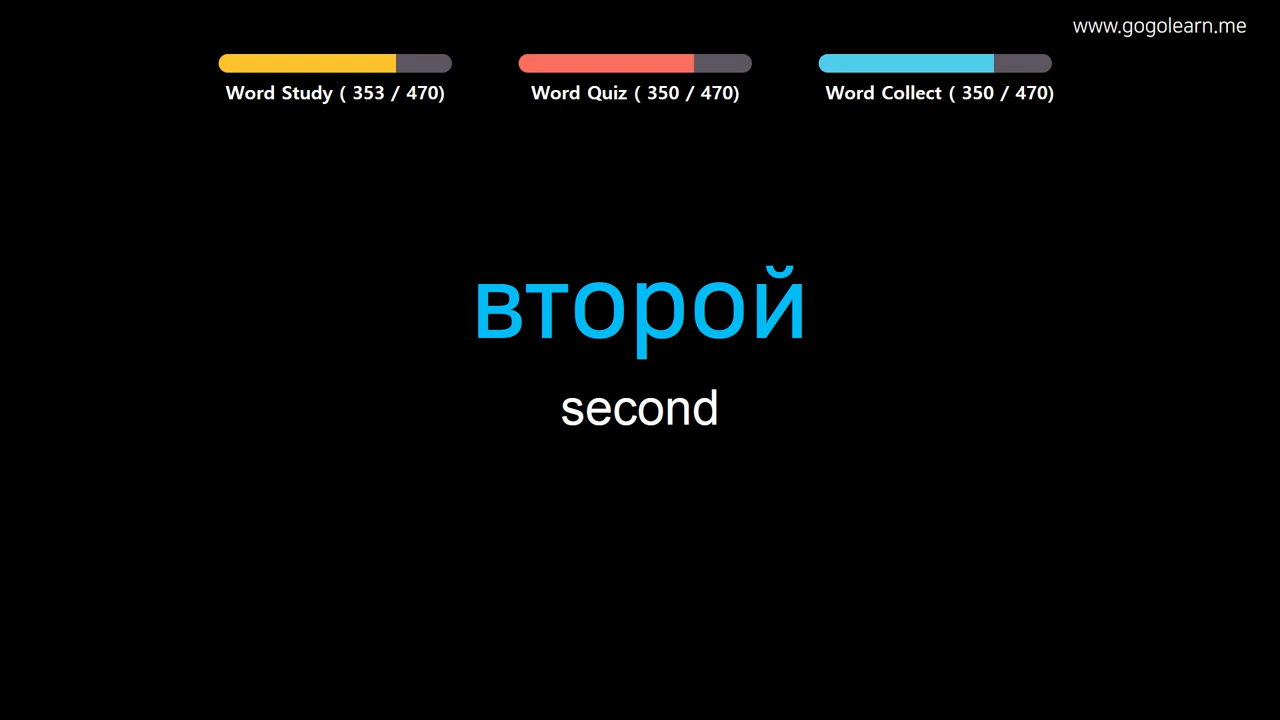 www.gogolearn.me
Word Study ( 353 / 470)
Word Quiz ( 350 / 470)
Word Collect ( 350 / 470)
второй
second